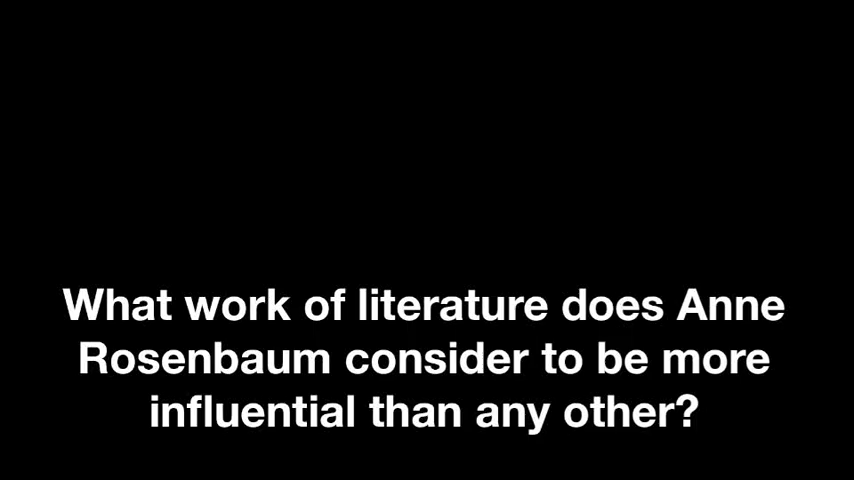 What work of literature does Anne
Rosenbaum consider to be more
influential than any other?